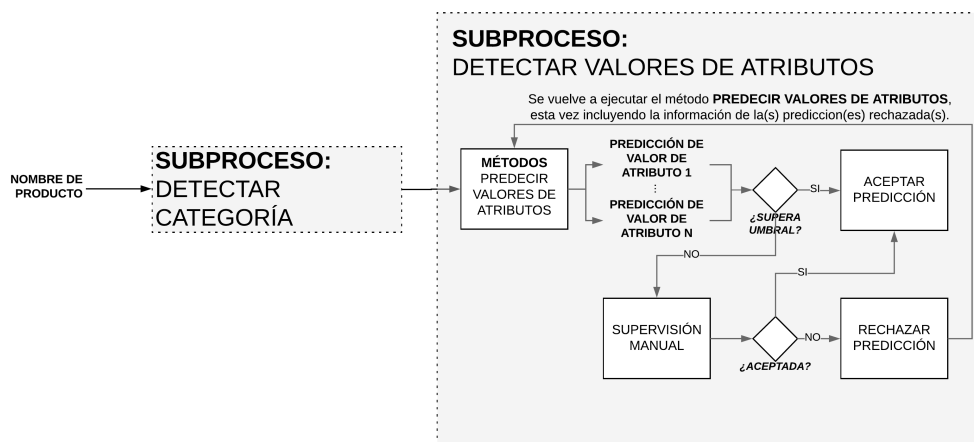 SUBPROCESO:
DETECTAR VALORES DE ATRIBUTOS
Se vuelve a ejecutar el método PREDECIR VALORES DE ATRIBUTOS,
esta vez incluyendo la información de la(s) prediccion(es) rechazada(s).
NOMBRE DE
PRODUCTO
SUBPROCESO:
DETECTAR
CATEGORÍA
MÉTODOS
PREDECIR
VALORES DE
ATRIBUTOS
PREDICCIÓN DE
VALOR DE
ATRIBUTO 1
⋮
PREDICCIÓN DE
VALOR DE
ATRIBUTO N
¿SUPERA
UMBRAL?
SI
ACEPTAR
PREDICCIÓN
NO
SI
SUPERVISIÓN
MANUAL
¿ACEPTADA?
NO
RECHAZAR
PREDICCIÓN